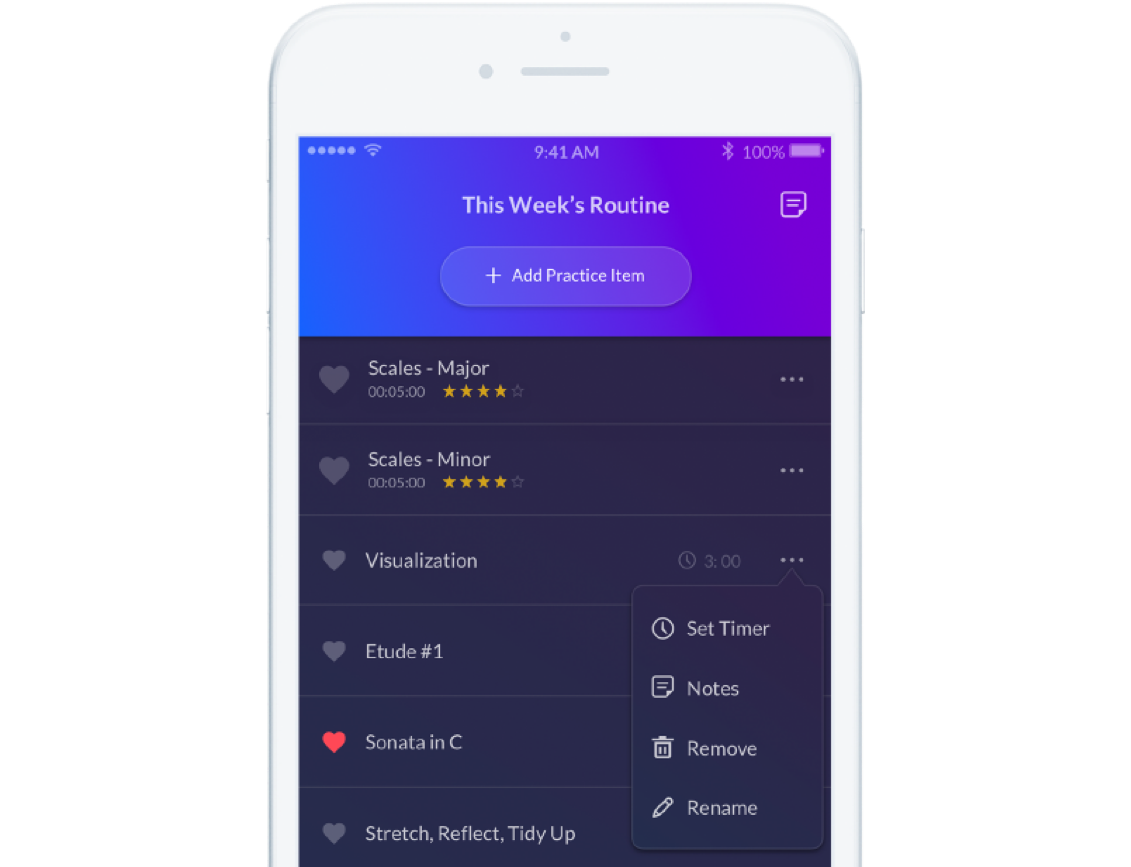 9:41 AM 100%
This Week's Routine
+ Add Practice Item
Scales - Major
00:05:00
Scales - Minor
00:05:00
Visualization 3: 00
Set Timer
Etude #1
Notes
Sonata in C
Remove
Rename
Stretch, Reflect, Tidy Up